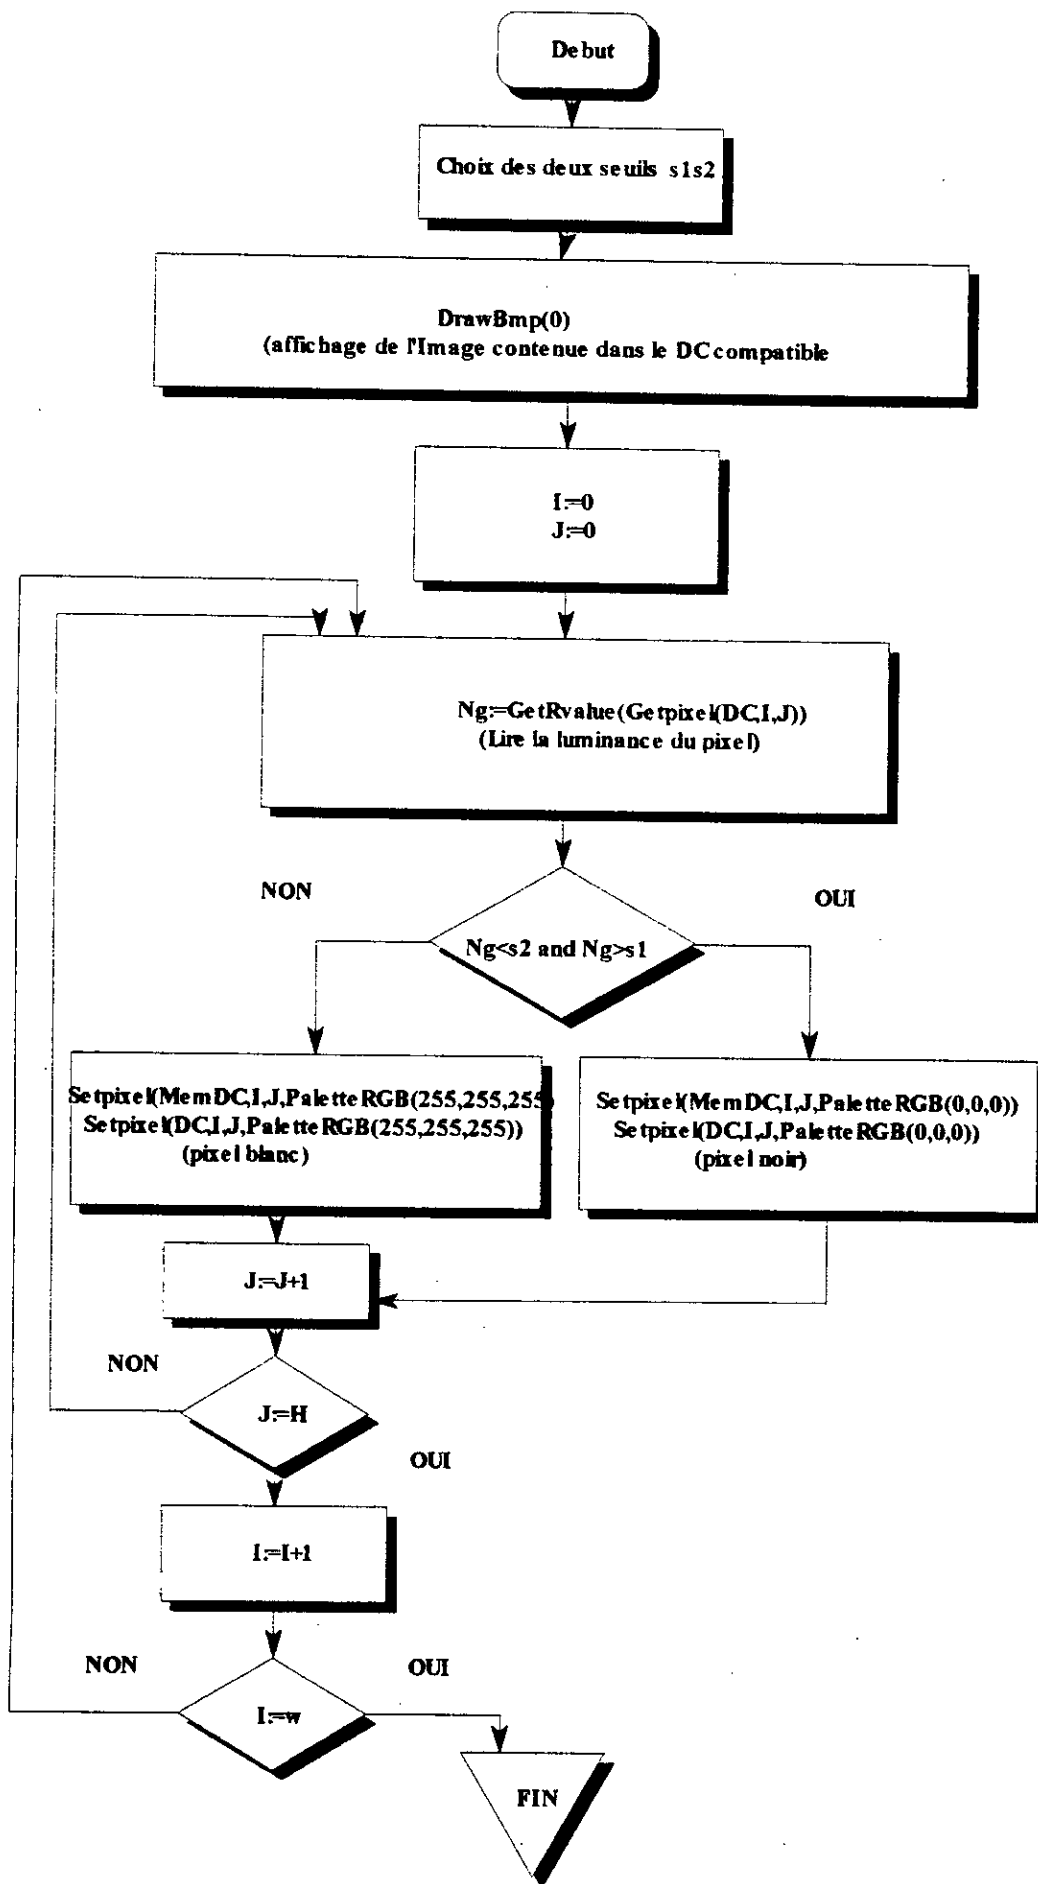 Debut
Choix des deux seuils s1s2
DrawBmp(0)
(affichage de l'Image contenue dans le DC compatible
I:=0
J:=0
Ng:=GetRvalue(Getpixel(DC,I,J))
(Lire la luminance du pixel)
NON
OUI
Ng<s2 and Ng>s1
Setpixel(MemDC,I,J,PaletteRGB(255,255,255)
Setpixel(DC,I,J,PaletteRGB(255,255,255))
(pixel blanc)
Setpixel(MemDC,I,J,PaletteRGB(0,0,0))
Setpixel(DC,I,J,PaletteRGB(0,0,0))
(pixel noir)
J:=J+1
NON
J:=H
OUI
I:=I+1
NON
OUI
I:=w
FIN